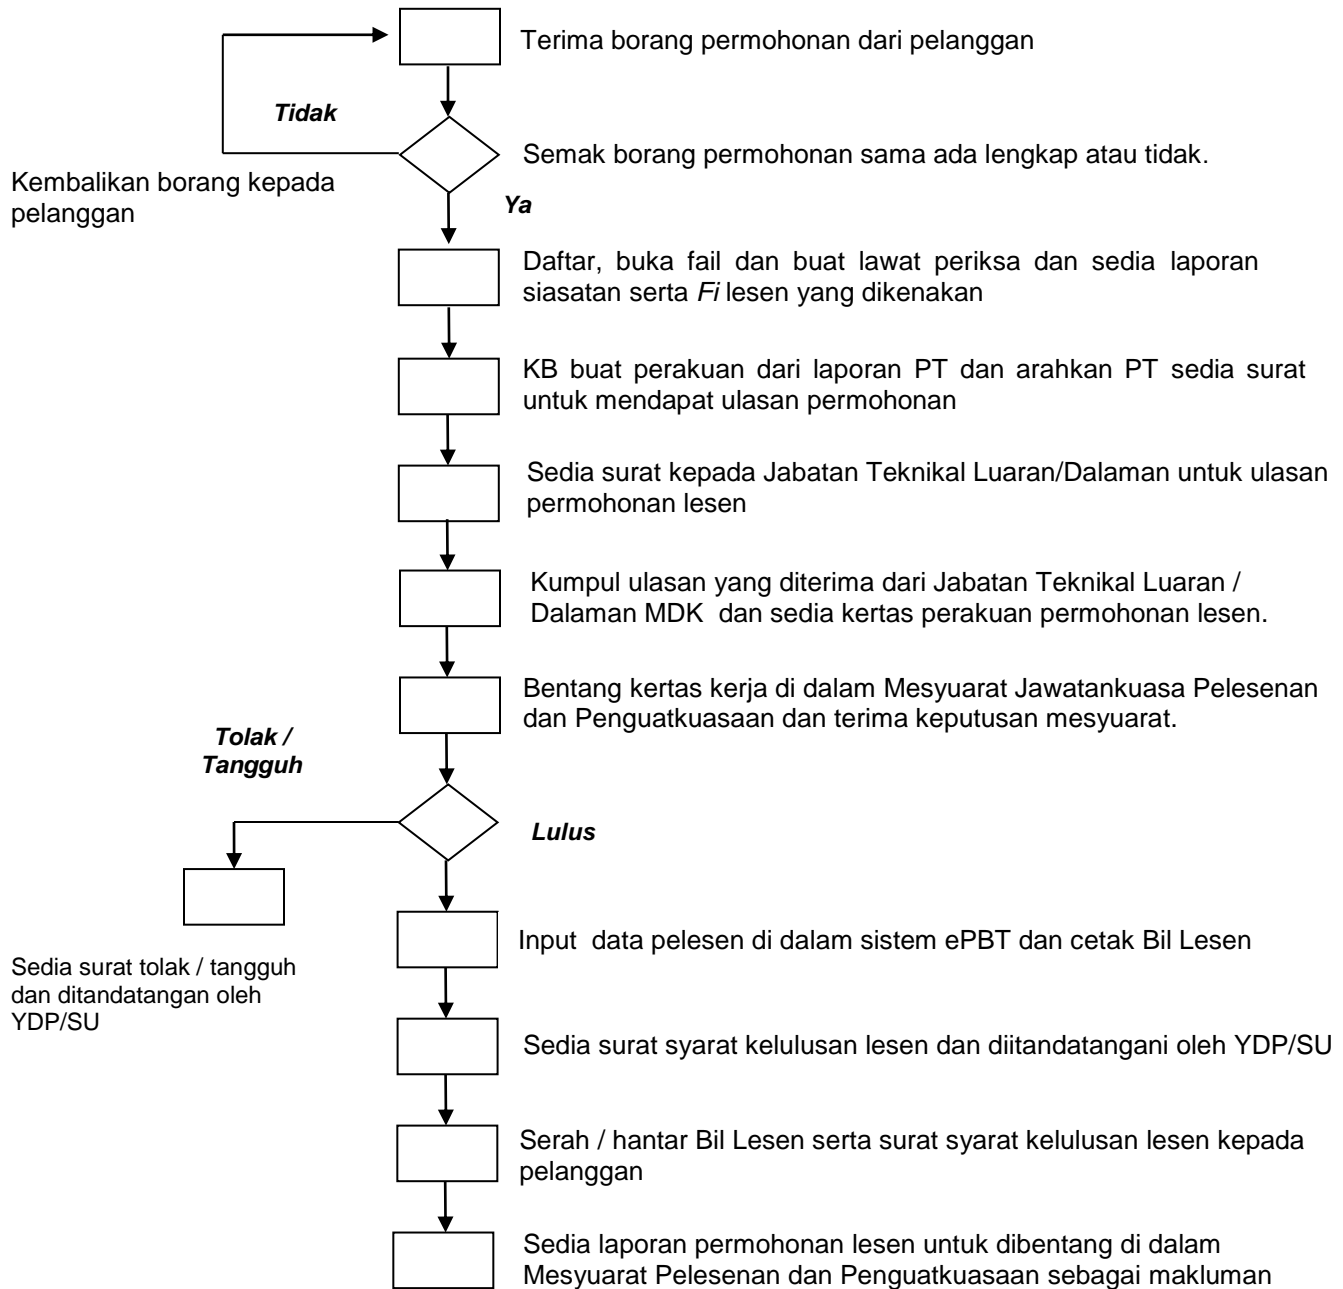 Terima borang permohonan dari pelanggan
Tidak
Semak borang permohonan sama ada lengkap atau tidak.
Kembalikan borang kepada
pelanggan
Ya
Daftar, buka fail dan buat lawat periksa dan sedia laporan
siasatan serta Fi lesen yang dikenakan
KB buat perakuan dari laporan PT dan arahkan PT sedia surat
untuk mendapat ulasan permohonan
Sedia surat kepada Jabatan Teknikal Luaran/Dalaman untuk ulasan
permohonan lesen
Kumpul ulasan yang diterima dari Jabatan Teknikal Luaran /
Dalaman MDK dan sedia kertas perakuan permohonan lesen.
Bentang kertas kerja di dalam Mesyuarat Jawatankuasa Pelesenan
dan Penguatkuasaan dan terima keputusan mesyuarat.
Tolak /
Tangguh
Lulus
Input data pelesen di dalam sistem ePBT dan cetak Bil Lesen
Sedia surat tolak / tangguh
dan ditandatangan oleh
YDP/SU
Sedia surat syarat kelulusan lesen dan diitandatangani oleh YDP/SU
Serah / hantar Bil Lesen serta surat syarat kelulusan lesen kepada
pelanggan
Sedia laporan permohonan lesen untuk dibentang di dalam
Mesyuarat Pelesenan dan Penguatkuasaan sebagai makluman